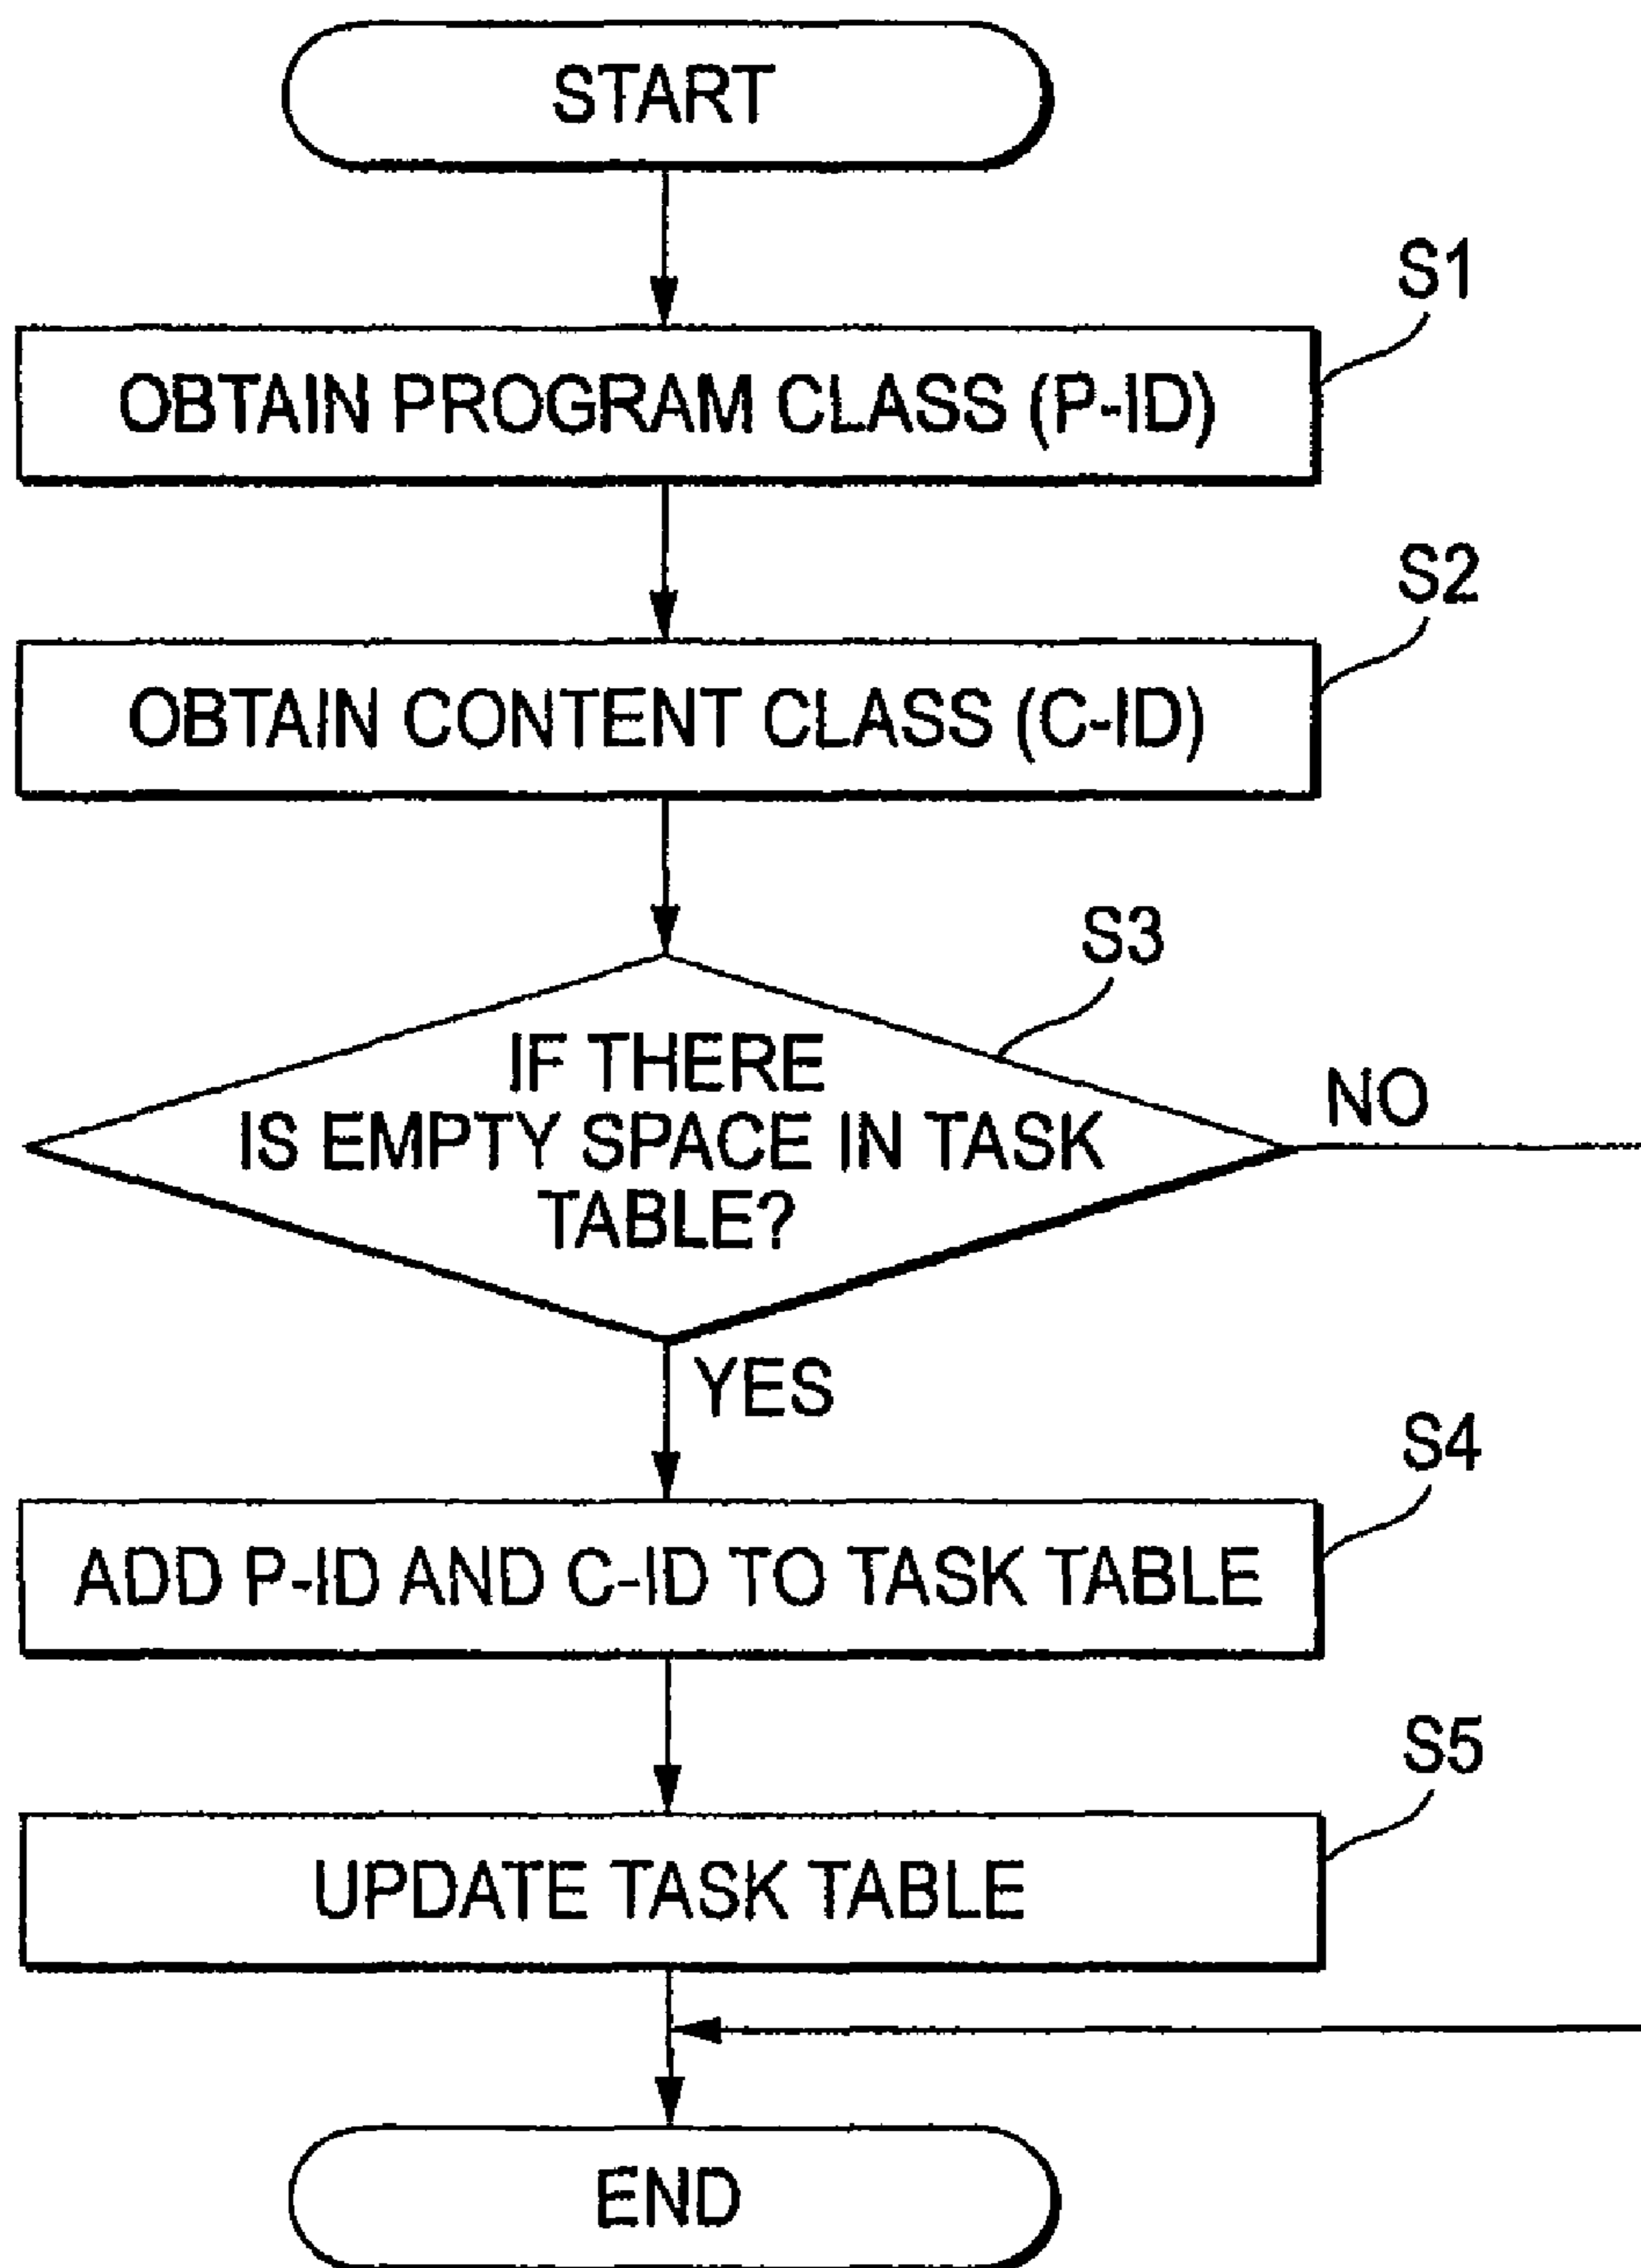 START
S1
OBTAIN PROGRAM CLASS (P-ID)
S2
OBTAIN CONTENT CLASS (C-ID)
S3
IF THERE
IS EMPTY SPACE IN TASK
TABLE?
NO
YES
S4
ADD P-ID AND C-ID TO TASK TABLE
S5
UPDATE TASK TABLE
END